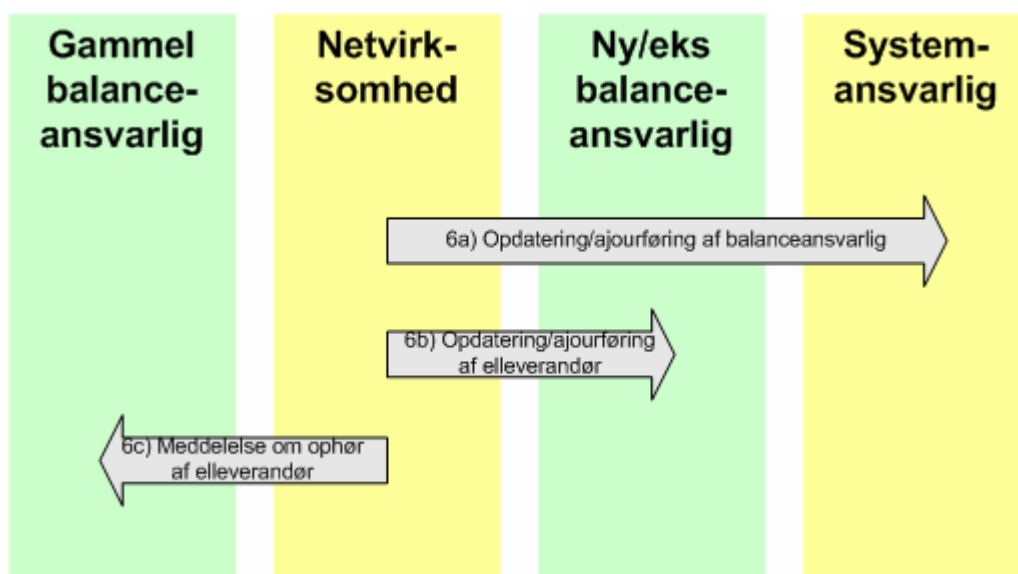 Gammel
balance-
ansvarlig
Netvirk-
somhed
Ny/eks
balance-
ansvarlig
System-
ansvarlig
6a) Opdatering/ajourføring af balanceansvarlig
6b) Opdatering/ajourføring
af elleverandør
6c) Meddelelse om ophør
af elleverandør